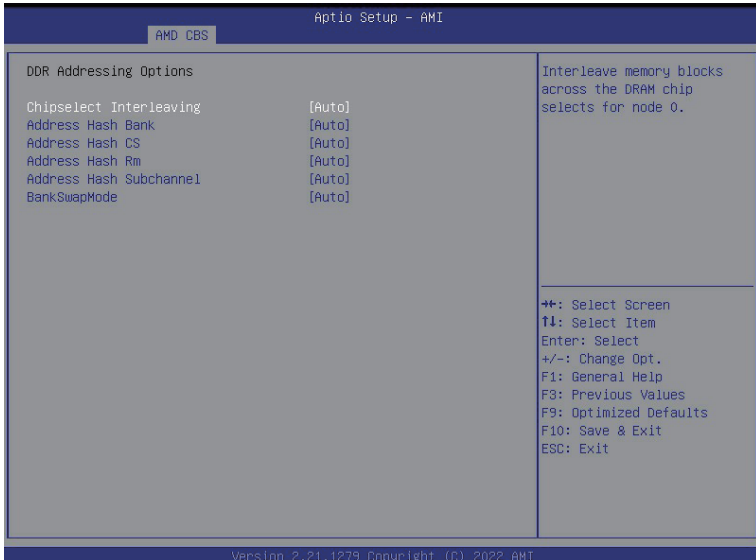 Aptio Setup – AMI
AMD CBS
DDR Addressing Options
Chipselect Interleaving [Auto]
Address Hash Bank [Auto]
Address Hash CS [Auto]
Address Hash Rm [Auto]
Address Hash Subchannel [Auto]
BankSwapMode [Auto]
Interleave memory blocks
across the DRAM chip
selects for node 0.
→←: Select Screen
↑↓: Select Item
Enter: Select
+/-: Change Opt.
F1: General Help
F3: Previous Values
F9: Optimized Defaults
F10: Save & Exit
ESC: Exit
Version 2.21.1279 Copyright (C) 2022 AMI